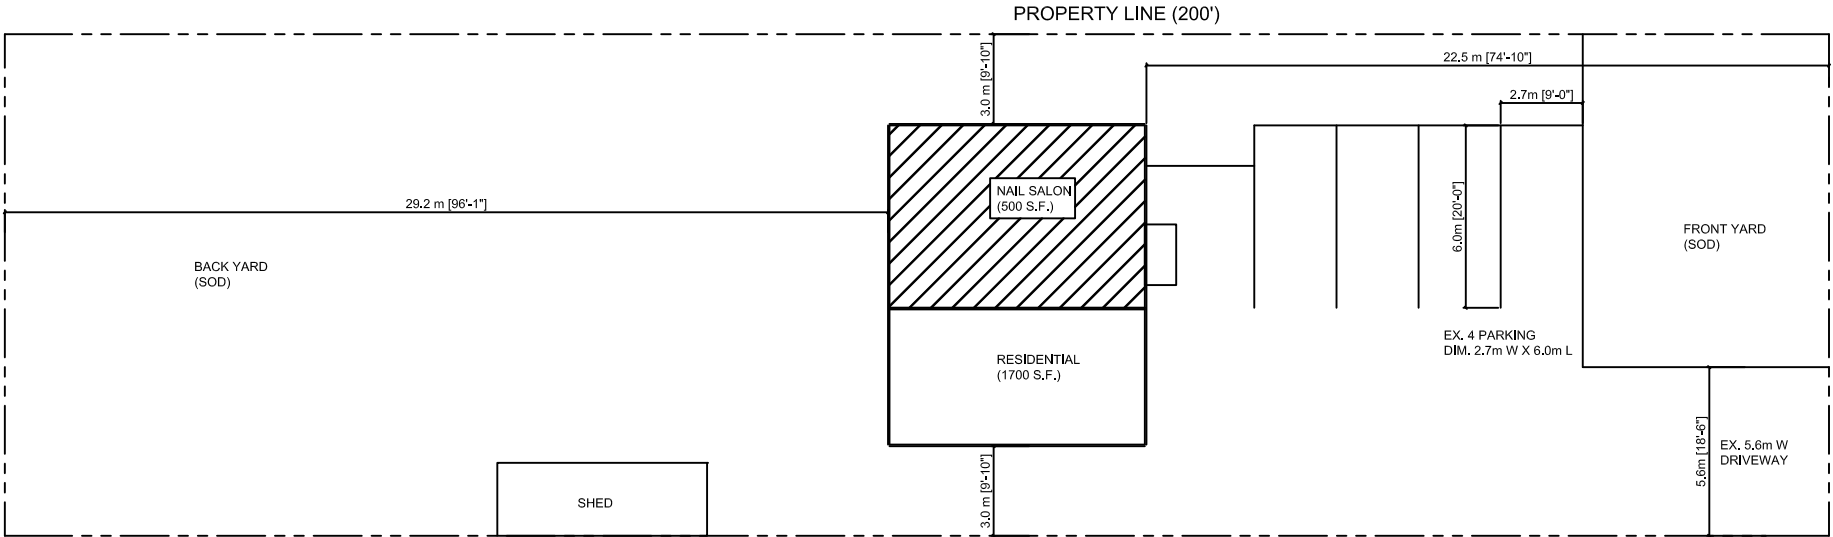 PROPERTY LINE (200')
3.0 m [9'-10"]
22.5 m [74'-10"]
2.7m [9'-0"]
NAIL SALON
(500 S.F.)
29.2 m [96'-1"]
6.0m [20'-0"]
FRONT YARD
(SOD)
BACK YARD
(SOD)
EX. 4 PARKING
DIM. 2.7m W X 6.0m L
RESIDENTIAL
(1700 S.F.)
5.6m [18'-6"]
EX. 5.6m W
DRIVEWAY
SHED
3.0 m [9'-10"]